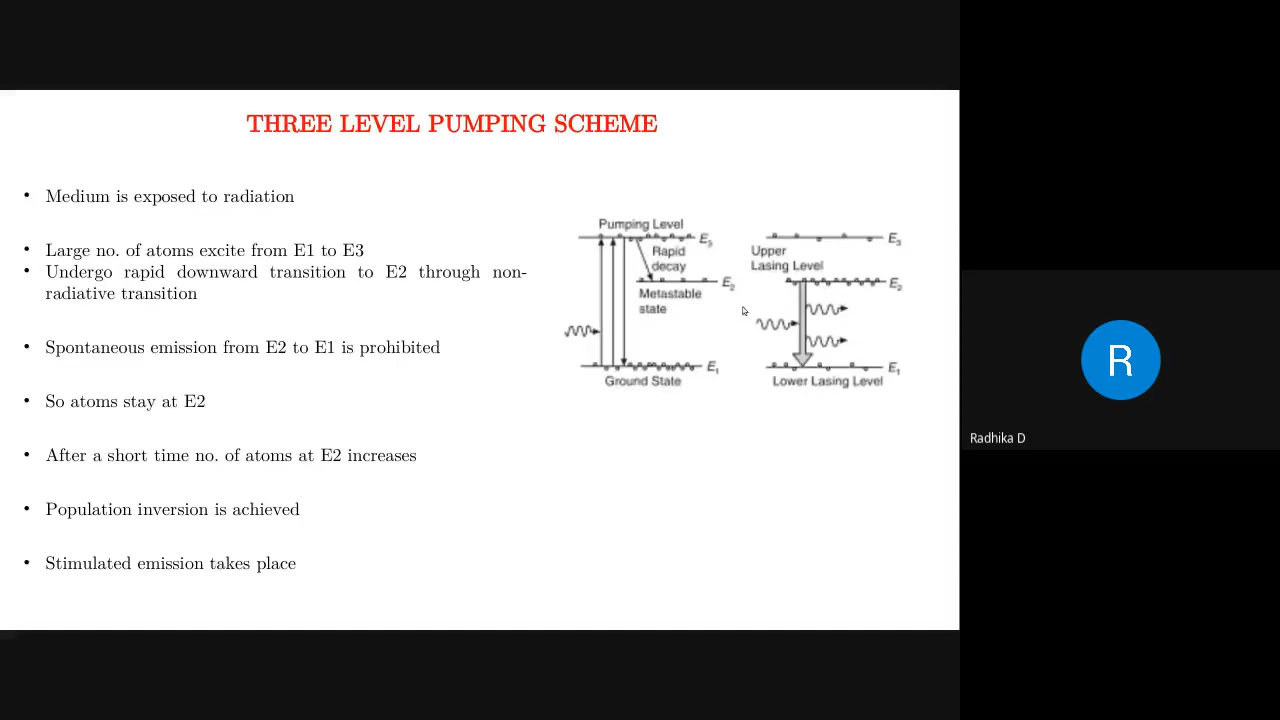 THREE LEVEL PUMPING SCHEME
• Medium is exposed to radiation
• Large no. of atoms excite from E1 to E3
• Undergo rapid downward transition to E2 through non-
radiative transition
• Spontaneous emission from E2 to E1 is prohibited
• So atoms stay at E2
• After a short time no. of atoms at E2 increases
• Population inversion is achieved
• Stimulated emission takes place
Pumping Level
E₃
Rapid
decay
E₂
Metastable
state
E₁
Ground State
E₃
Upper
Lasing Level
E₂
E₁
Lower Lasing Level
R
Radhika D